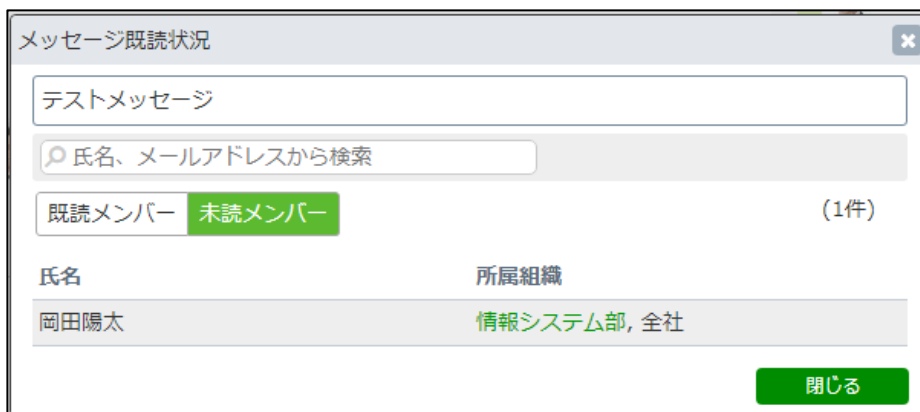 メッセージ既読状況
テストメッセージ
氏名、メールアドレスから検索
既読メンバー 未読メンバー (1件)
氏名 所属組織
岡田陽太 情報システム部, 全社
閉じる